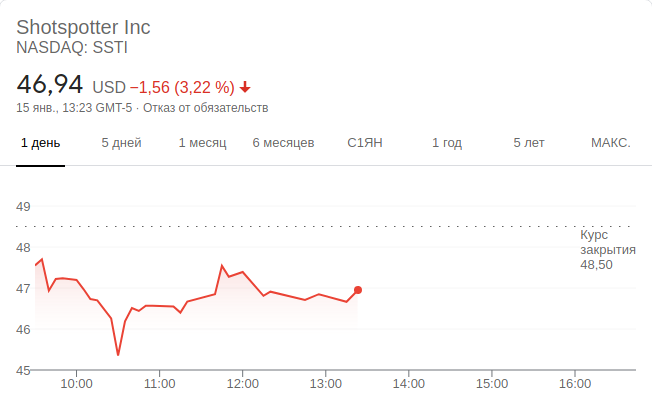 Shotspotter Inc
NASDAQ: SSTI
46,94 USD −1,56 (3,22 %)
15 янв., 13:23 GMT-5 · Отказ от обязательств
1 день 5 дней 1 месяц 6 месяцев С1ЯН 1 год 5 лет МАКС.
49
Курс
закрытия
48,50
48
47
46
45
10:00 11:00 12:00 13:00 14:00 15:00 16:00